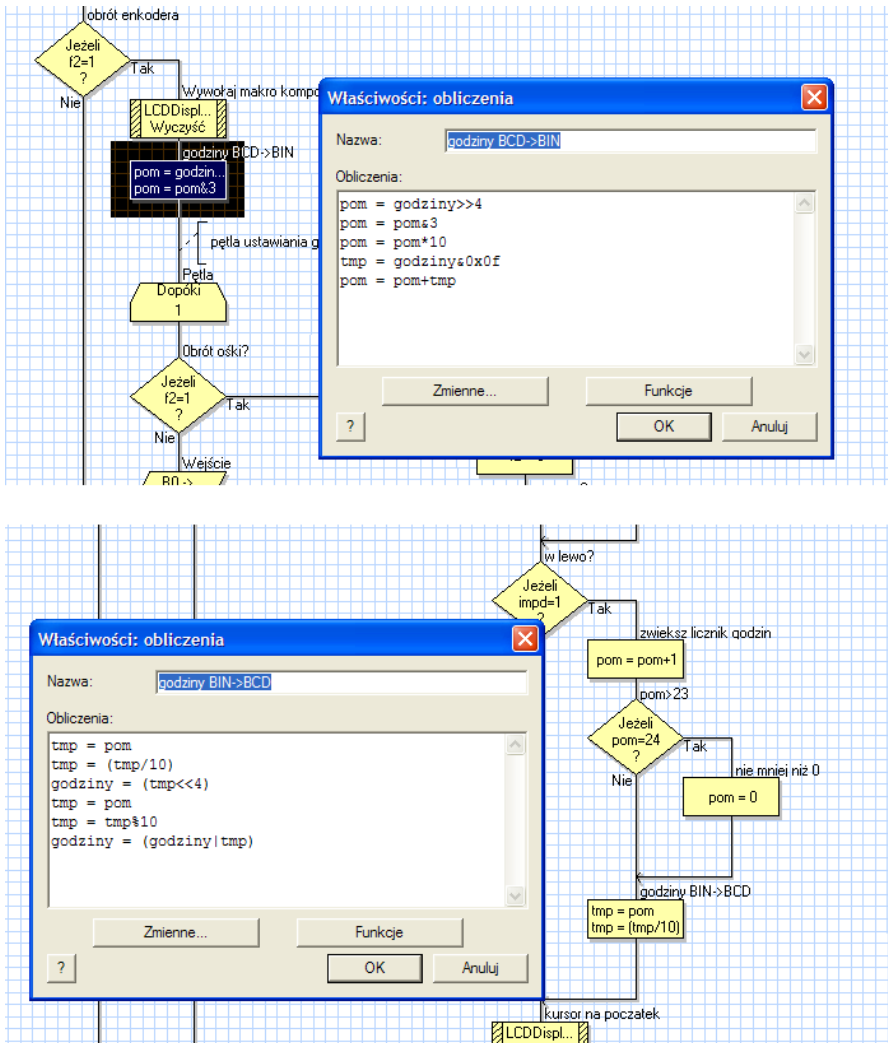 obrót enkodera
Jeżeli
f2=1
?
Tak
Nie
Wywołaj makro kompo
LCDDispl...
Wyczyść
godziny BCD->BIN
pom = godzin...
pom = pom&3
pętla ustawiania g
Pętla
Dopóki
1
Obrót ośki?
Jeżeli
f2=1
?
Tak
Nie
Wejście
B0 ->
Właściwości: obliczenia
Nazwa:
godziny BCD->BIN
Obliczenia:
pom = godziny>>4
pom = pom&3
pom = pom*10
tmp = godziny&0x0f
pom = pom+tmp
Zmienne...
Funkcje
?
OK
Anuluj
w lewo?
Jeżeli
impd=1
?
Tak
zwieksz licznik godzin
pom = pom+1
pom>23
Jeżeli
pom=24
?
Tak
Nie
nie mniej niż 0
pom = 0
godziny BIN->BCD
tmp = pom
tmp = (tmp/10)
kursor na poczatek
LCDDispl...
Właściwości: obliczenia
Nazwa:
godziny BIN->BCD
Obliczenia:
tmp = pom
tmp = (tmp/10)
godziny = (tmp<<4)
tmp = pom
tmp = tmp%10
godziny = (godziny|tmp)
Zmienne...
Funkcje
?
OK
Anuluj